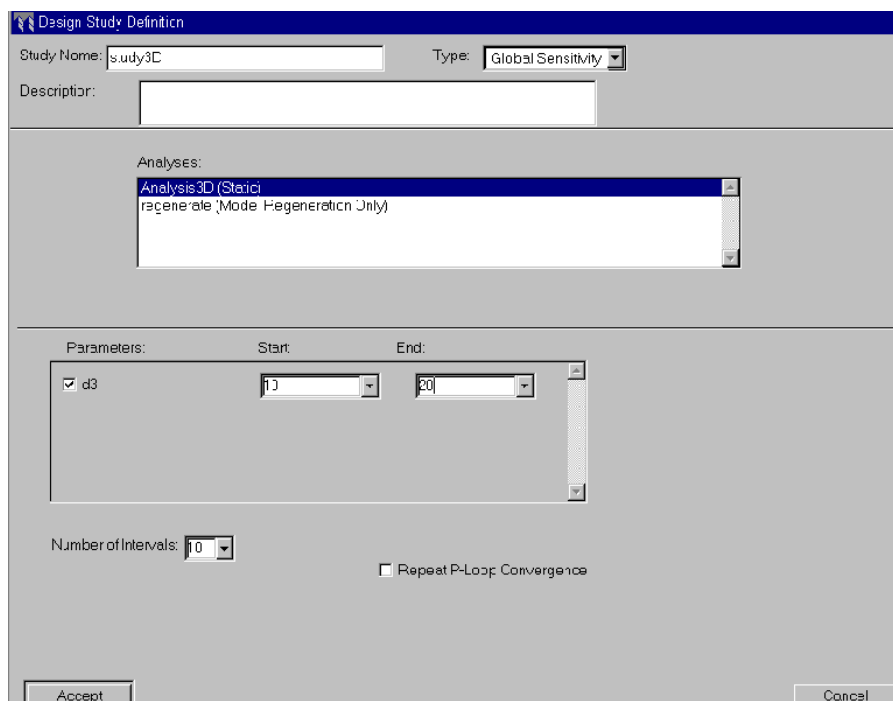 Design Study Definition
Study Name: study3D Type: Global Sensitivity
Description:
Analyses:
Analysis3D (Static)
regenerate (Model Regeneration Only)
Parameters: Start: End:
d3 10 20
Number of Intervals: 10
Repeat P-Loop Convergence
Accept Cancel